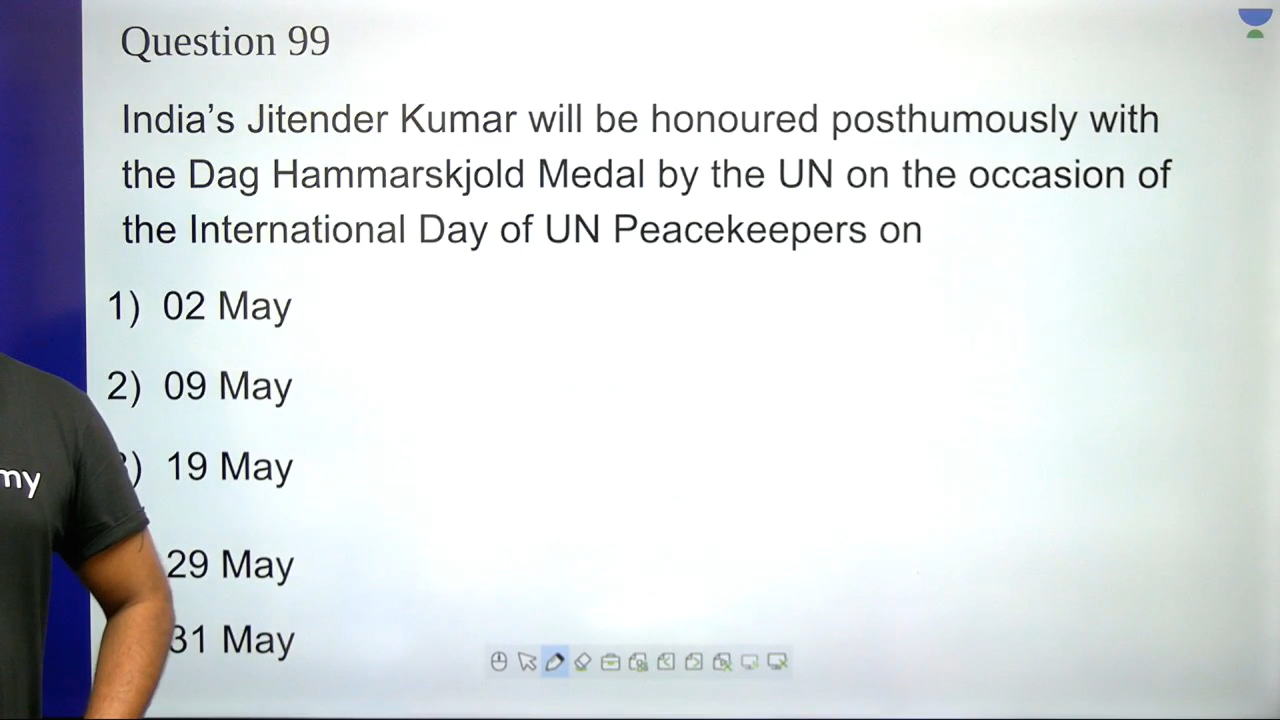 Question 99
India's Jitender Kumar will be honoured posthumously with
the Dag Hammarskjold Medal by the UN on the occasion of
the International Day of UN Peacekeepers on
1) 02 May
2) 09 May
) 19 May
29 May
31 May
my